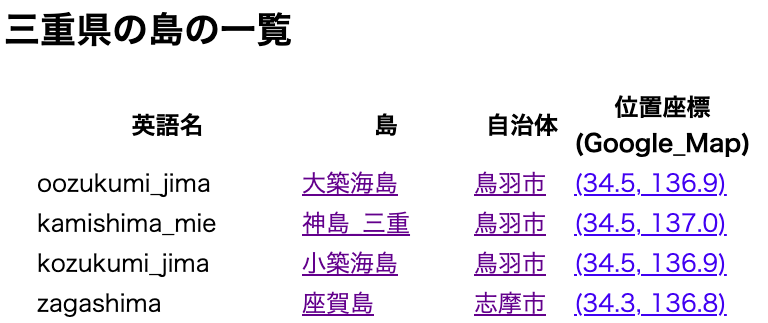 三重県の島の一覧
英語名 島 自治体 位置座標
(Google_Map)
oozukumi_jima 大築海島 鳥羽市 (34.5, 136.9)
kamishima_mie 神島_三重 鳥羽市 (34.5, 137.0)
kozukumi_jima 小築海島 鳥羽市 (34.5, 136.9)
zagashima 座賀島 志摩市 (34.3, 136.8)